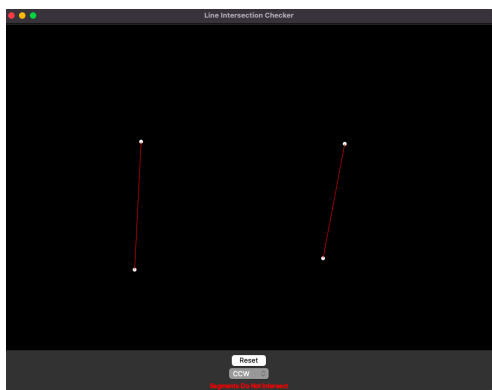 Line Intersection Checker
Reset
CCW
Segments Do Not Intersect